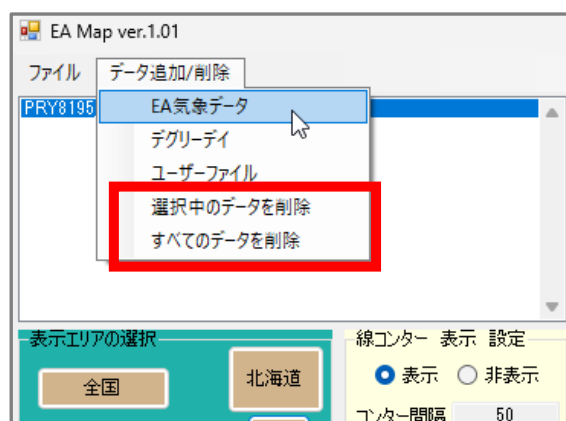 EA Map ver.1.01
ファイル データ追加/削除
PRY8195
EA気象データ
デグリーデイ
ユーザーファイル
選択中のデータを削除
すべてのデータを削除
表示エリアの選択
全国
北海道
線コンター 表示 設定
表示 非表示
コンター間隔 50